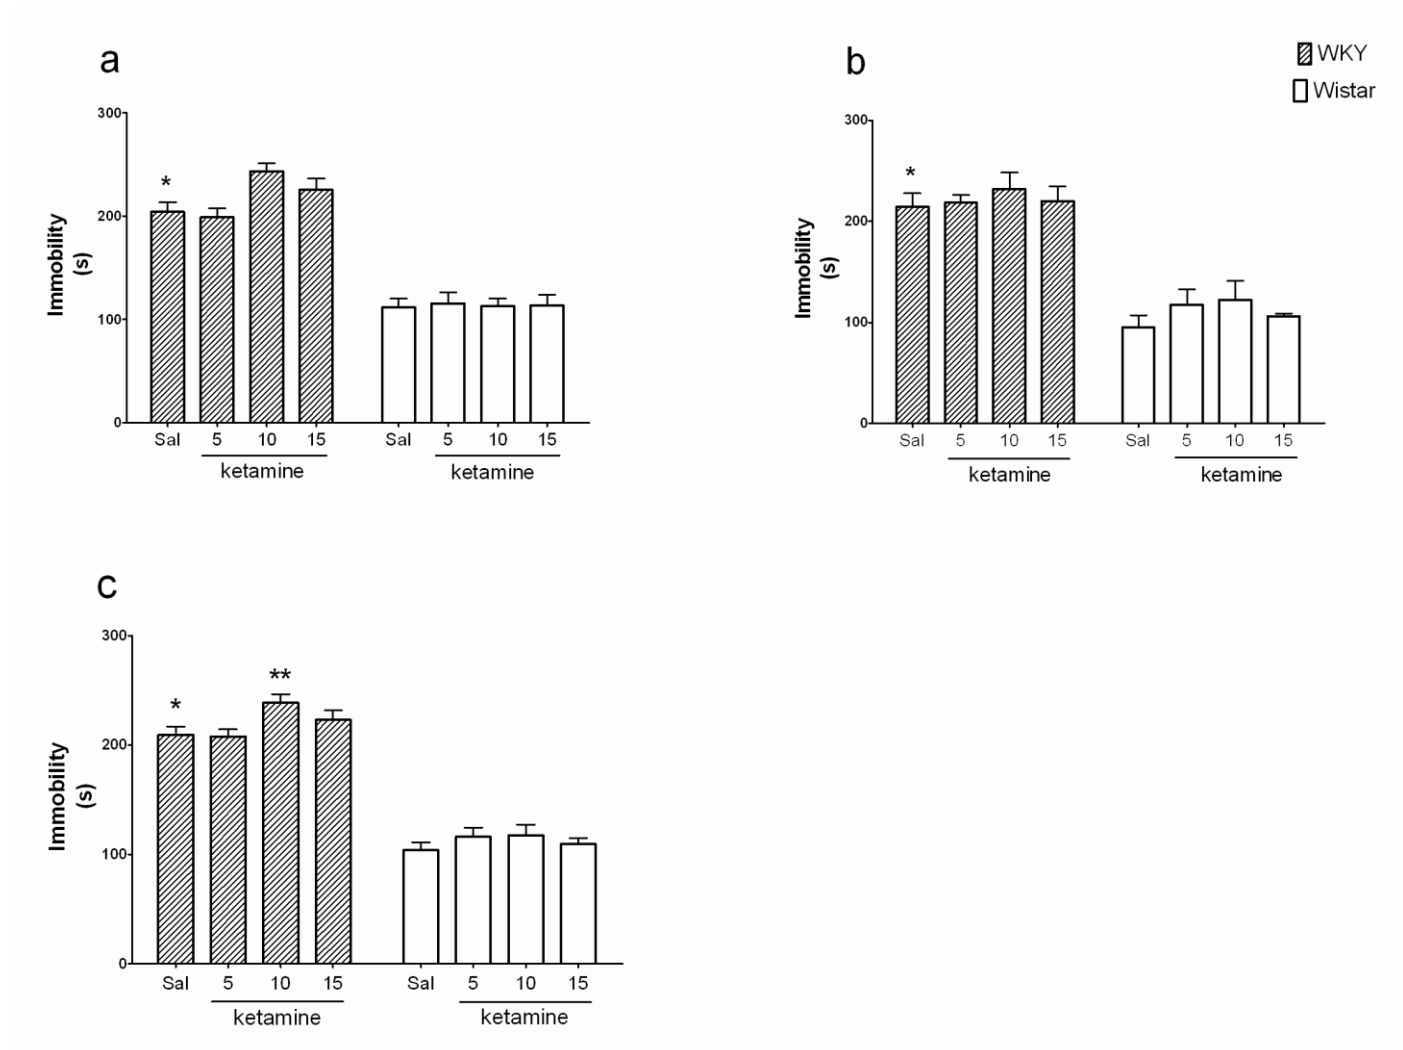 a
300
200
100
0
Immobility
(s)
*
Sal 5 10 15 Sal 5 10 15
ketamine ketamine
b
WKY
Wistar
300
200
100
0
Immobility
(s)
*
Sal 5 10 15 Sal 5 10 15
ketamine ketamine
c
300
200
100
0
Immobility
(s)
*
**
Sal 5 10 15 Sal 5 10 15
ketamine ketamine